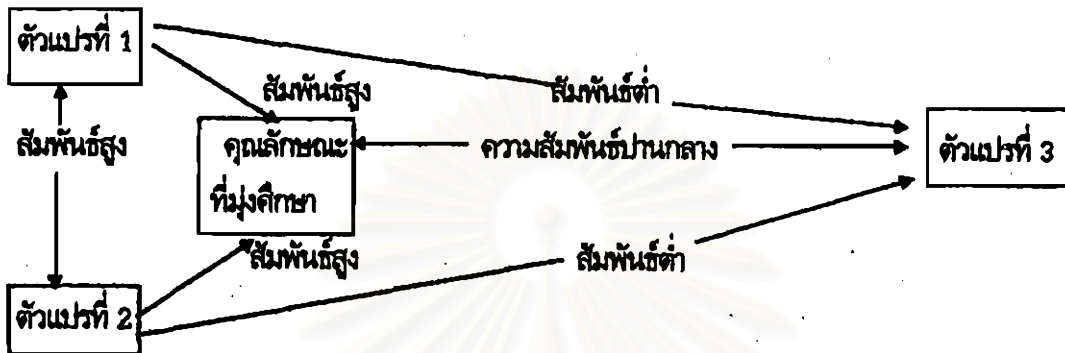 ตัวแปรที่ 1
สัมพันธ์สูง
สัมพันธ์ต่ำ
สัมพันธ์สูง
คุณลักษณะ
ที่มุ่งศึกษา
ความสัมพันธ์ปานกลาง
ตัวแปรที่ 3
สัมพันธ์สูง
สัมพันธ์ต่ำ
ตัวแปรที่ 2